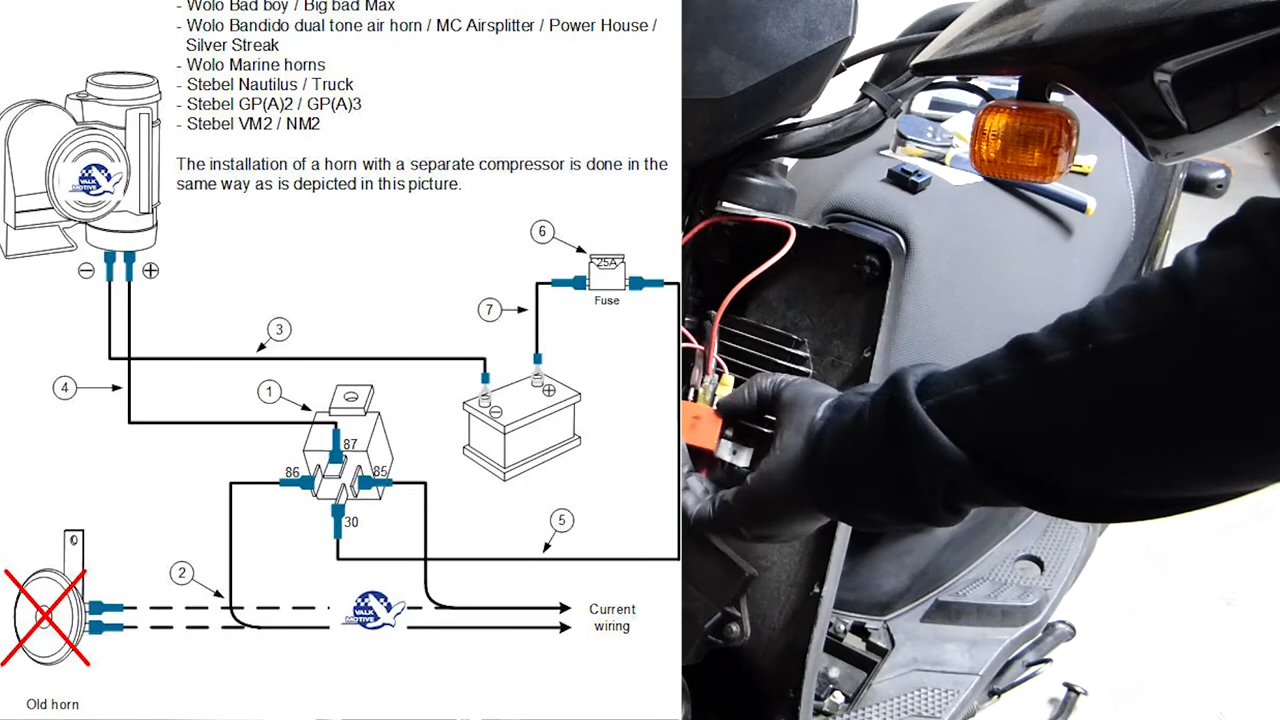 - Wolo Bad boy / Big bad Max
- Wolo Bandido dual tone air horn / MC Airsplitter / Power House /
Silver Streak
- Wolo Marine horns
- Stebel Nautilus / Truck
- Stebel GP(A)2 / GP(A)3
- Stebel VM2 / NM2
The installation of a horn with a separate compressor is done in the
same way as is depicted in this picture.
VALK
MOTIVE
6
25A
Fuse
7
3
4
1
87
86
85
30
5
2
VALK
MOTIVE
Current
wiring
Old horn